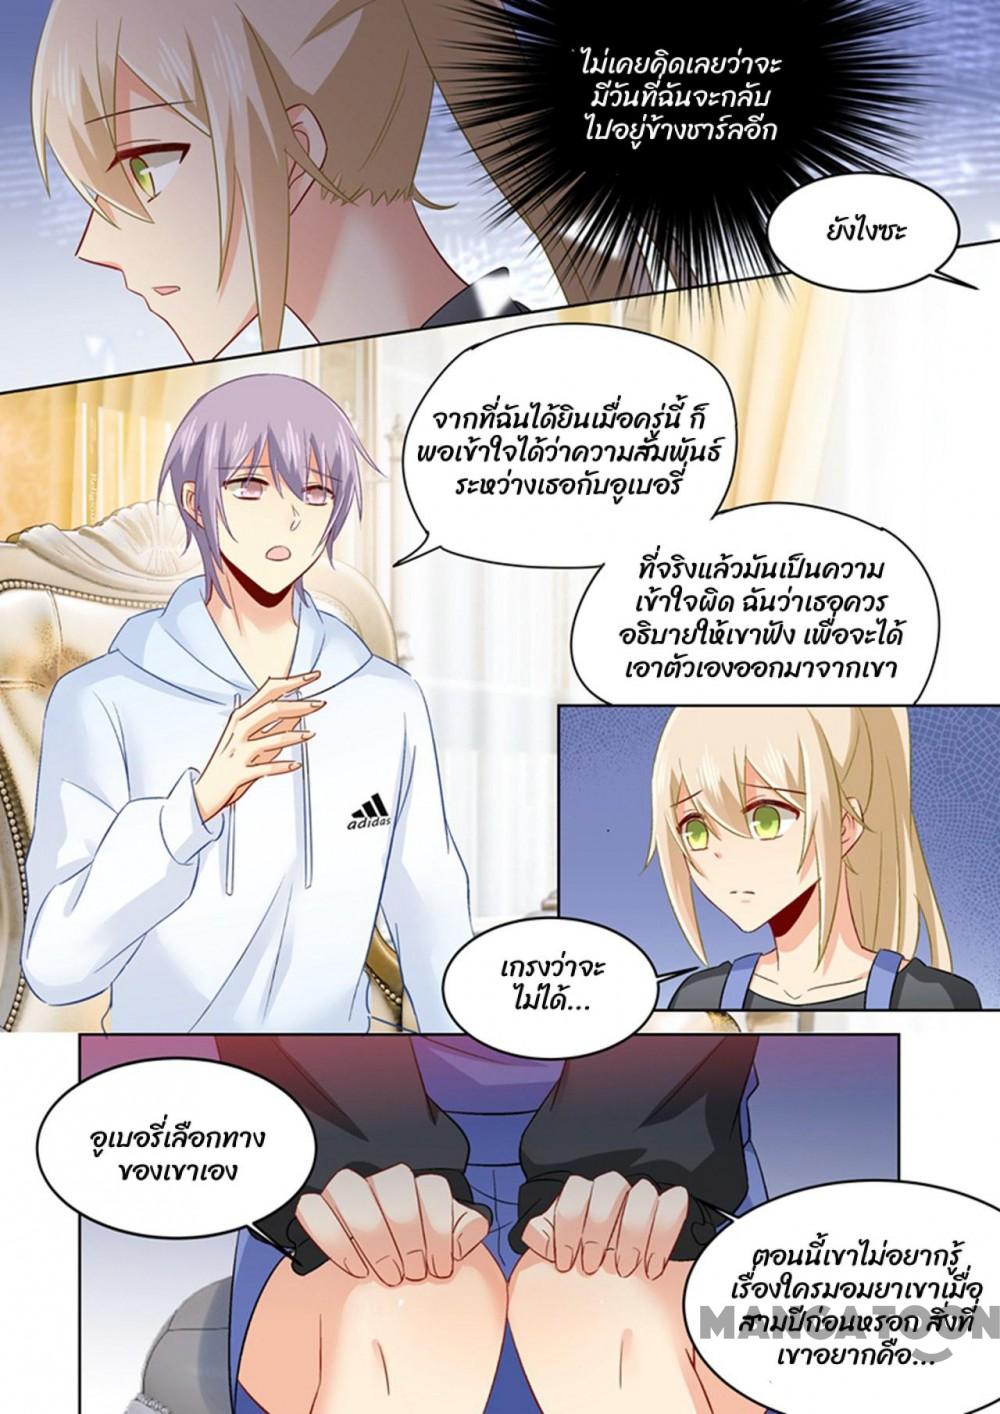 ไม่เคยคิดเลยว่าจะ
มีวันที่ฉันจะกลับ
ไปอยู่ข้างชาร์ลอีก
ยังไงซะ
จากที่ฉันได้ยินเมื่อครู่นี้ ก็
พอเข้าใจได้ว่าความสัมพันธ์
ระหว่างเธอกับอูเบอรี่
ที่จริงแล้วมันเป็นความ
เข้าใจผิด ฉันว่าเธอควร
อธิบายให้เขาฟัง เพื่อจะได้
เอาตัวเองออกมาจากเขา
adidas
เกรงว่าจะ
ไม่ได้...
อูเบอรี่เลือกทาง
ของเขาเอง
ตอนนี้เขาไม่อยากรู้
เรื่องใครมอมยาเขาเมื่อ
สามปีก่อนหรอก สิ่งที่
เขาอยากคือ...
MANGATOON